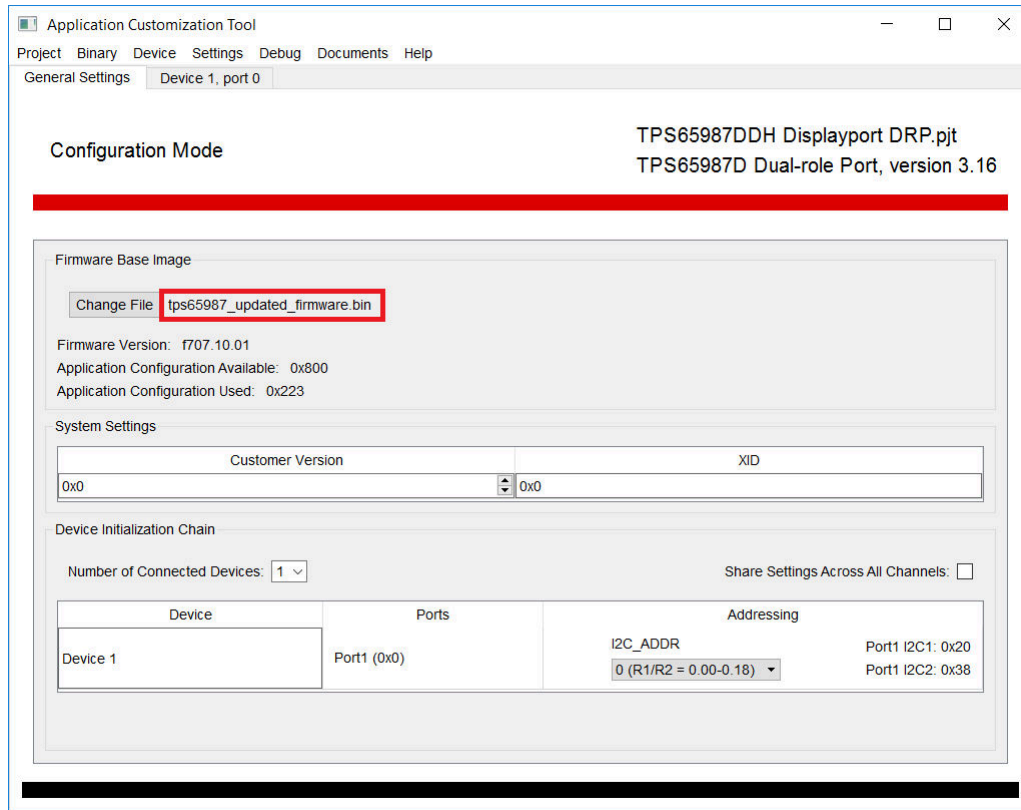 Application Customization Tool
Project Binary Device Settings Debug Documents Help
General Settings Device 1, port 0
Configuration Mode
TPS65987DDH Displayport DRP.pjt
TPS65987D Dual-role Port, version 3.16
Firmware Base Image
Change File tps65987_updated_firmware.bin
Firmware Version: f707.10.01
Application Configuration Available: 0x800
Application Configuration Used: 0x223
System Settings
Customer Version XID
0x0 0x0
Device Initialization Chain
Number of Connected Devices: 1 Share Settings Across All Channels:
Device Ports Addressing
Device 1 Port1 (0x0)
I2C_ADDR
0 (R1/R2 = 0.00-0.18)
Port1 I2C1: 0x20
Port1 I2C2: 0x38